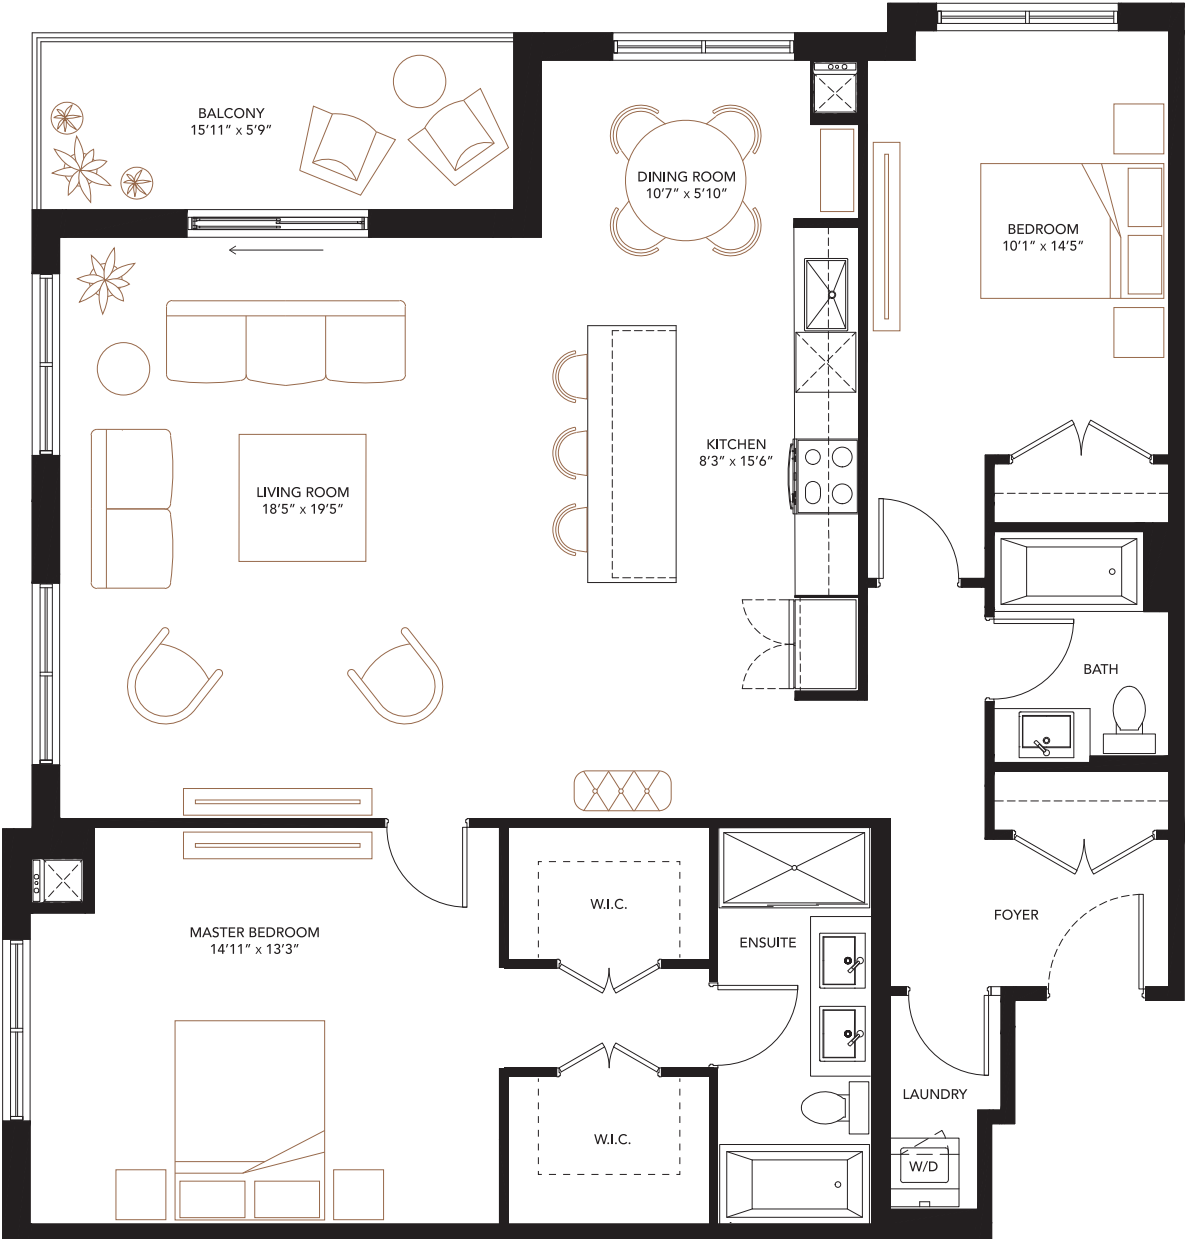 BALCONY
15'11" x 5'9"
DINING ROOM
10'7" x 5'10"
BEDROOM
10'1" x 14'5"
KITCHEN
8'3" x 15'6"
LIVING ROOM
18'5" x 19'5"
BATH
W.I.C.
FOYER
MASTER BEDROOM
14'11" x 13'3"
ENSUITE
LAUNDRY
W.I.C.
W/D